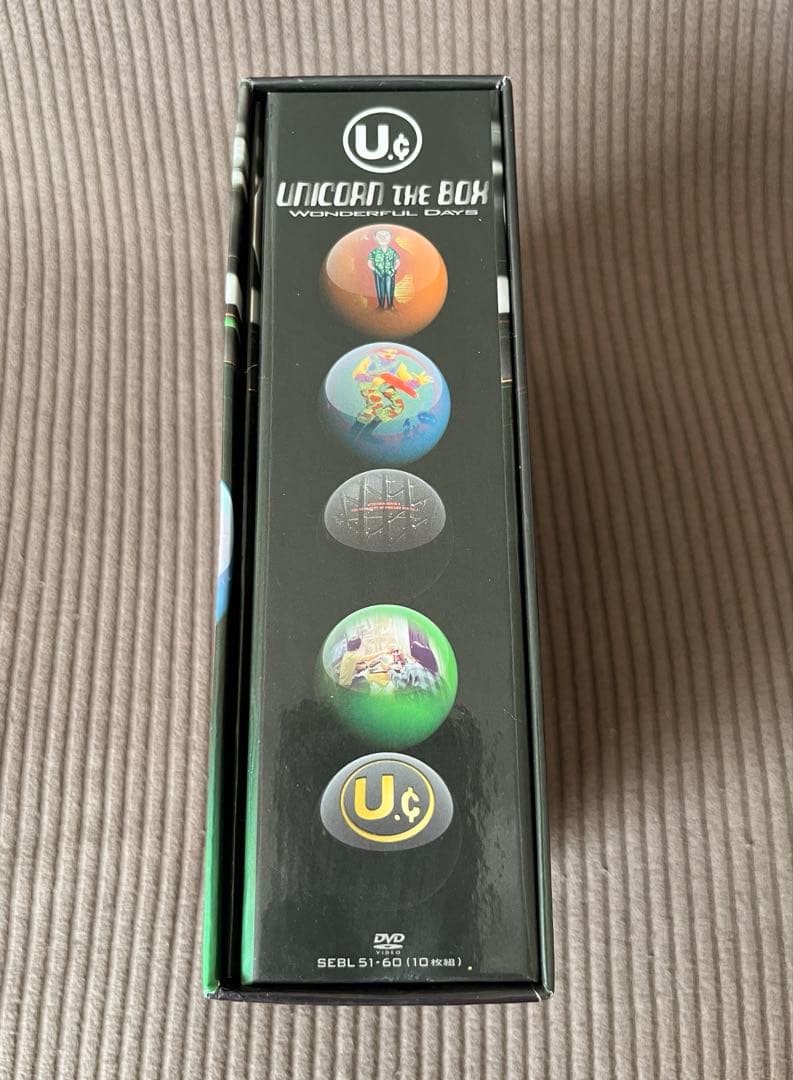 U.¢
UNICORN THE BOX
WONDERFUL DAYS
U.¢
DVD
VIDEO
SEBL 51-60 (10枚組)